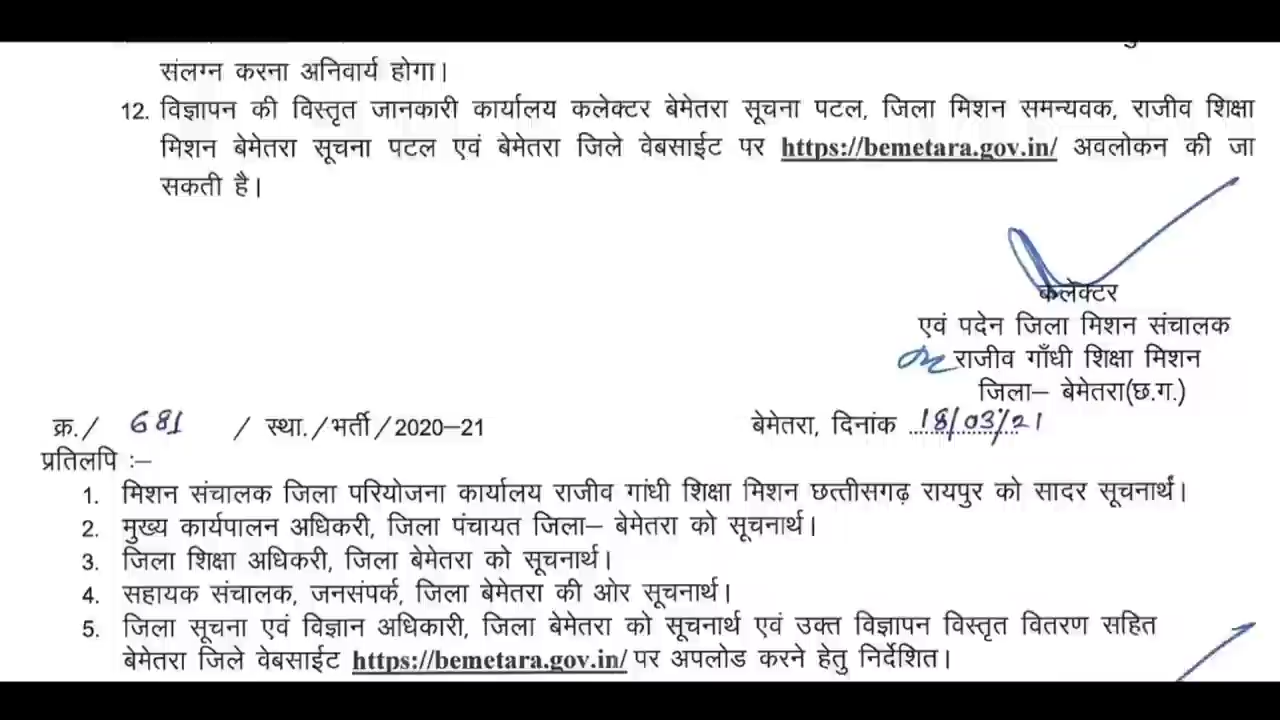 संलग्न करना अनिवार्य होगा।
12. विज्ञापन की विस्तृत जानकारी कार्यालय कलेक्टर बेमेतरा सूचना पटल, जिला मिशन समन्यवक, राजीव शिक्षा
मिशन बेमेतरा सूचना पटल एवं बेमेतरा जिले वेबसाईट पर https://bemetara.gov.in/ अवलोकन की जा
सकती है।
कलेक्टर
एवं पदेन जिला मिशन संचालक
राजीव गाँधी शिक्षा मिशन
जिला– बेमेतरा(छ.ग.)
क्र./ 681 / स्था./भर्ती/2020–21 बेमेतरा, दिनांक 18/03/21
प्रतिलपि :–
1. मिशन संचालक जिला परियोजना कार्यालय राजीव गांधी शिक्षा मिशन छत्तीसगढ़ रायपुर को सादर सूचनार्थ।
2. मुख्य कार्यपालन अधिकरी, जिला पंचायत जिला– बेमेतरा को सूचनार्थ।
3. जिला शिक्षा अधिकरी, जिला बेमेतरा को सूचनार्थ।
4. सहायक संचालक, जनसंपर्क, जिला बेमेतरा की ओर सूचनार्थ।
5. जिला सूचना एवं विज्ञान अधिकारी, जिला बेमेतरा को सूचनार्थ एवं उक्त विज्ञापन विस्तृत वितरण सहित
बेमेतरा जिले वेबसाईट https://bemetara.gov.in/ पर अपलोड करने हेतु निर्देशित।